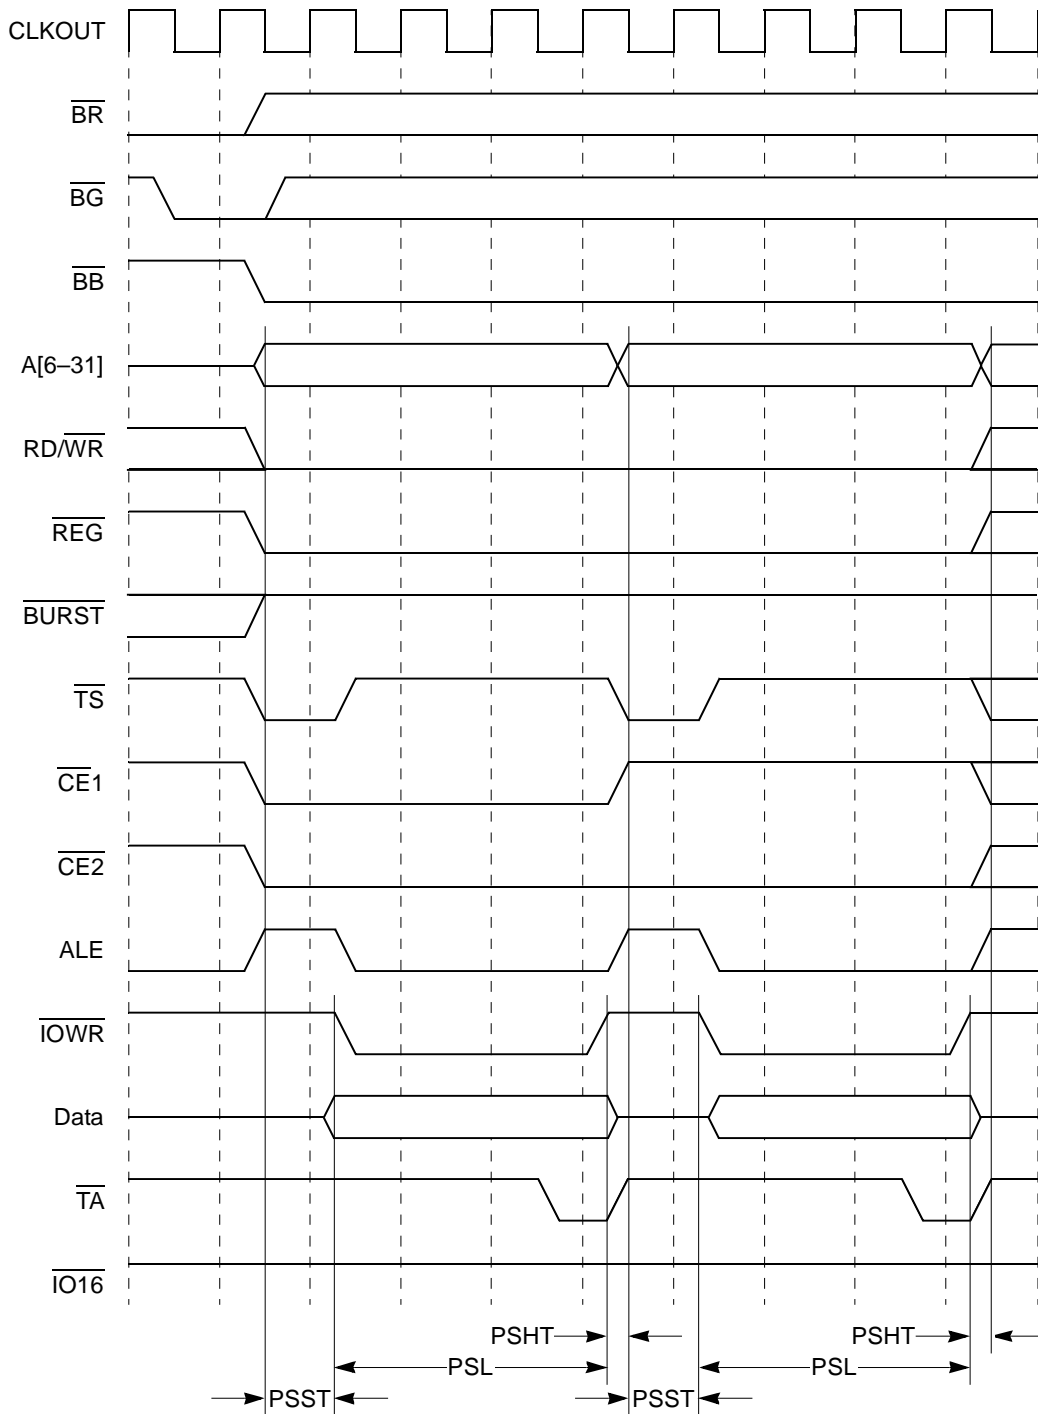 CLKOUT
BR
BG
BB
A[6–31]
RD/WR
REG
BURST
TS
CE1
CE2
ALE
IOWR
Data
TA
IO16
PSHT PSHT
PSL PSL
PSST PSST